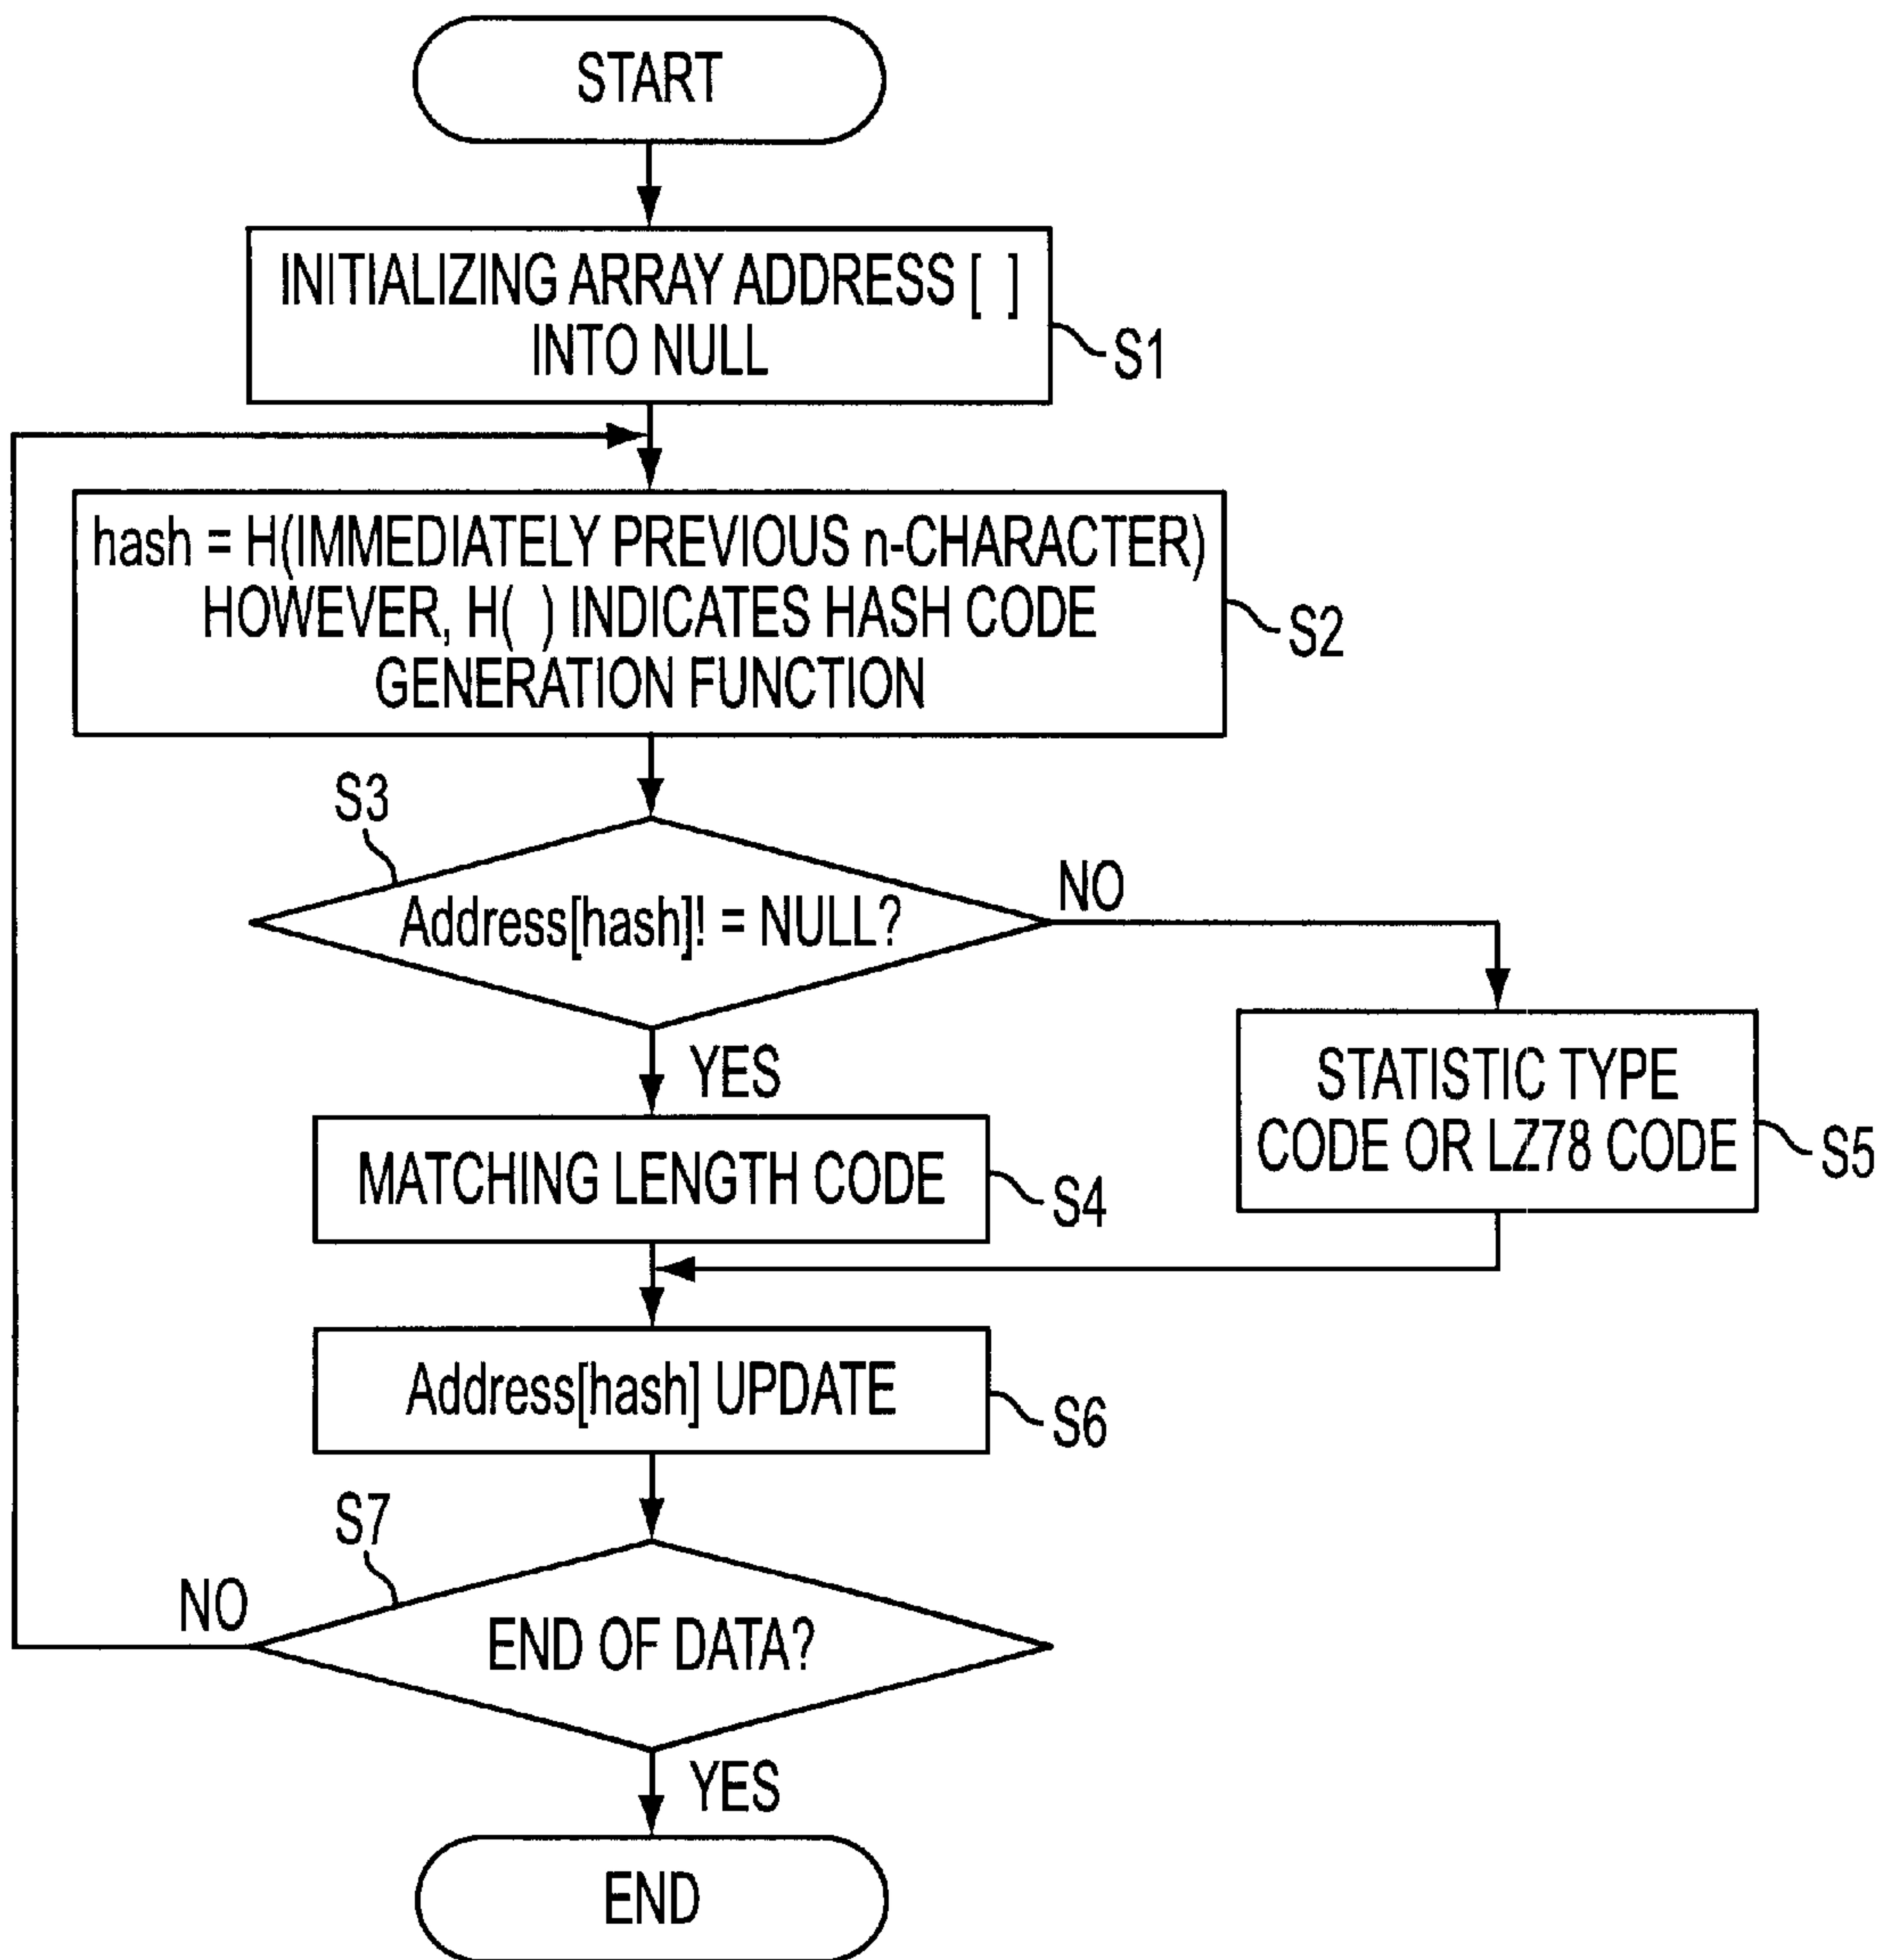 START
INITIALIZING ARRAY ADDRESS [ ]
INTO NULL
S1
hash = H(IMMEDIATELY PREVIOUS n-CHARACTER)
HOWEVER, H( ) INDICATES HASH CODE
GENERATION FUNCTION
S2
S3
Address[hash]! = NULL?
NO
YES
STATISTIC TYPE
CODE OR LZ78 CODE
S5
MATCHING LENGTH CODE
S4
Address[hash] UPDATE
S6
S7
NO
END OF DATA?
YES
END